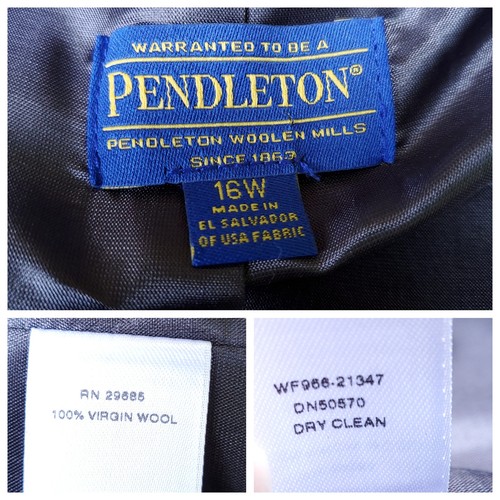 WARRANTED TO BE A
PENDLETON®
PENDLETON WOOLEN MILLS
SINCE 1863
16W
MADE IN
EL SALVADOR
OF USA FABRIC
RN 29685
100% VIRGIN WOOL
WF966-21347
DN50570
DRY CLEAN